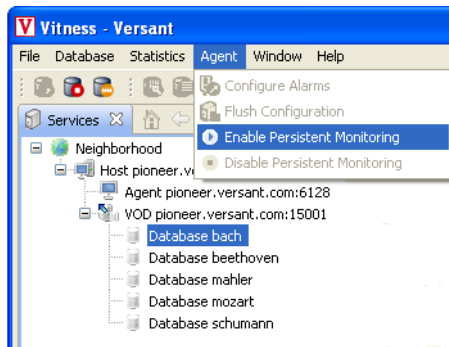 Vitness - Versant
File Database Statistics Agent Window Help
Configure Alarms
Flush Configuration
Enable Persistent Monitoring
Disable Persistent Monitoring
Services
Neighborhood
Host pioneer.v
Agent pioneer.versant.com:6128
VOD pioneer.versant.com:15001
Database bach
Database beethoven
Database mahler
Database mozart
Database schumann